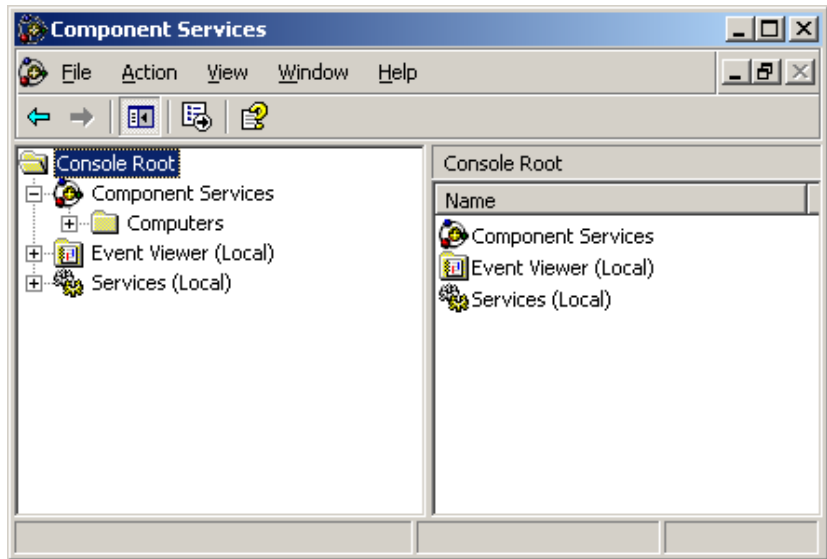 Component Services
File Action View Window Help
Console Root
Component Services
Computers
Event Viewer (Local)
Services (Local)
Console Root
Name
Component Services
Event Viewer (Local)
Services (Local)